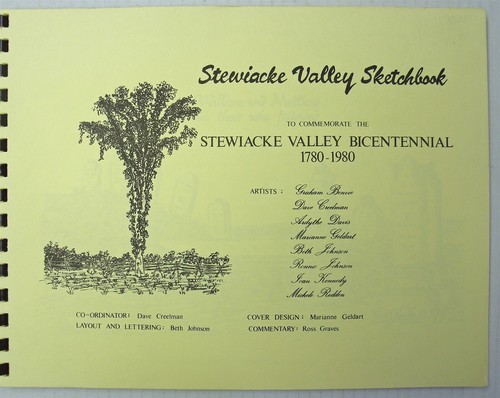 Stewiacke Valley Sketchbook
TO COMMEMORATE THE
STEWIACKE VALLEY BICENTENNIAL
1780-1980
ARTISTS :
Graham
Dave Creelman
Ardythe Davis
Marianne Geldart
Beth Johnson
Ronne Johnson
Joan Kennedy
Michele Redden
CO-ORDINATOR: Dave Creelman
LAYOUT AND LETTERING: Beth Johnson
COVER DESIGN : Marianne Geldart
COMMENTARY: Ross Graves